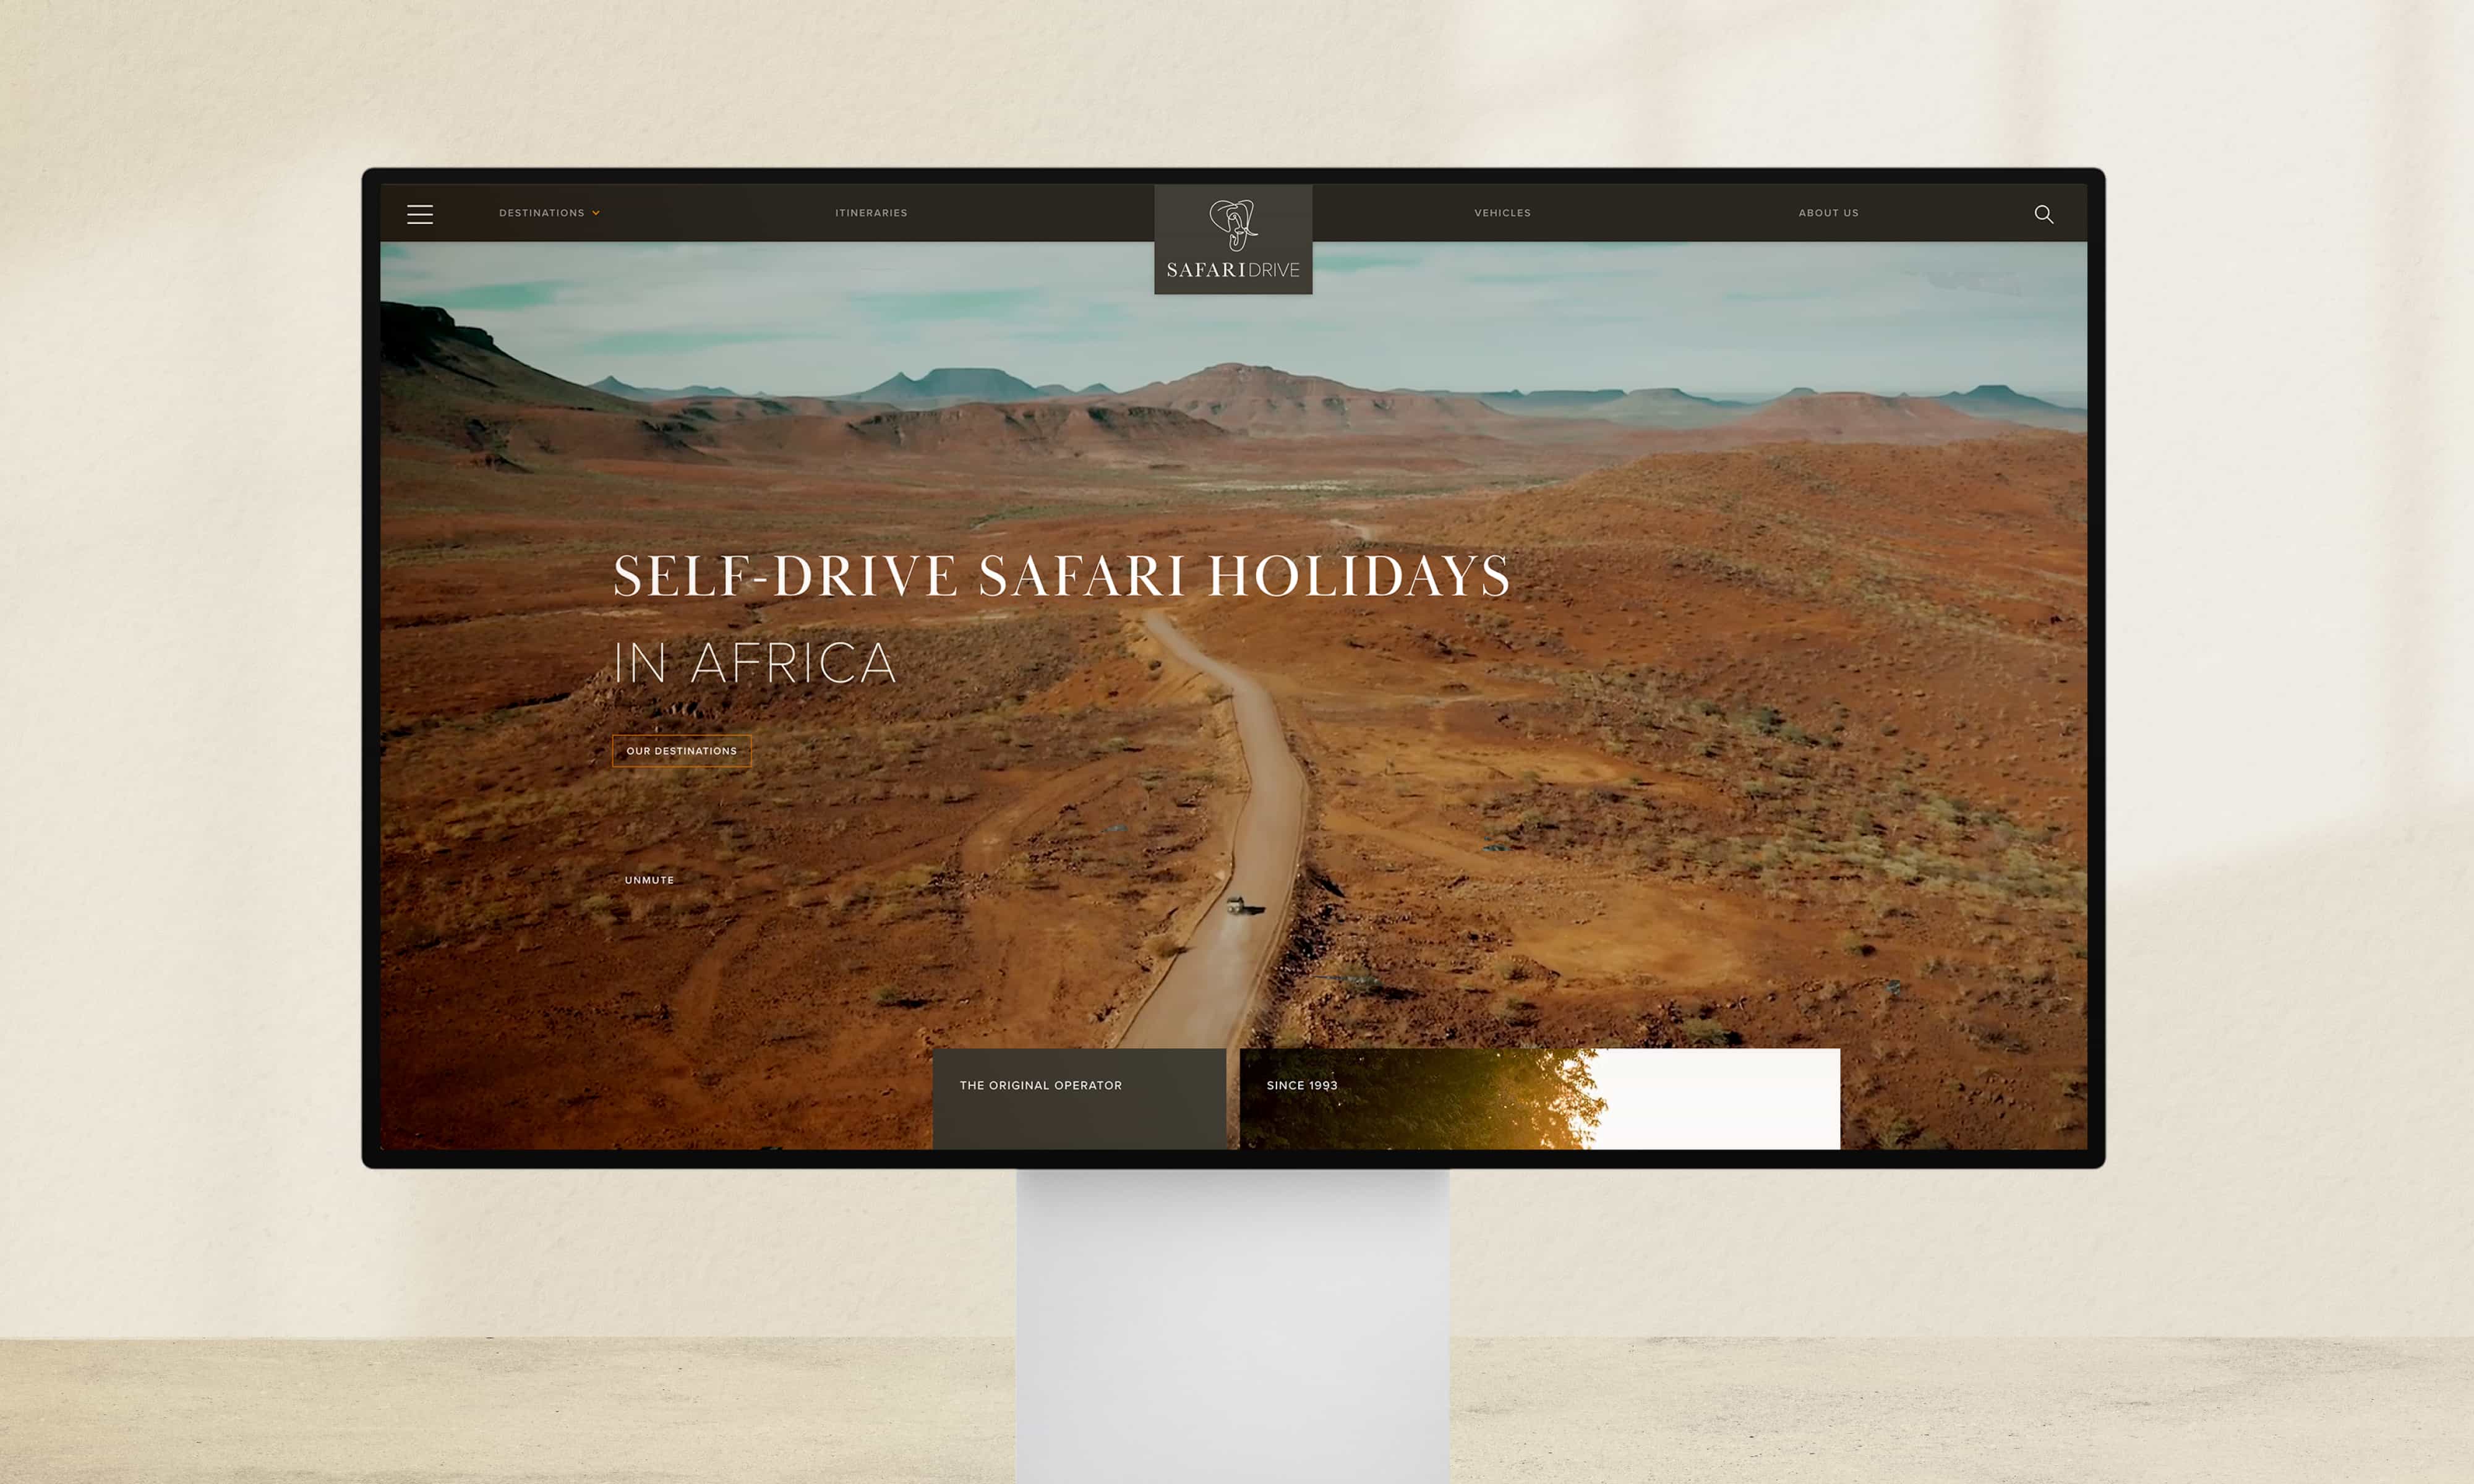 DESTINATIONS
ITINERARIES
SAFARIDRIVE
VEHICLES
ABOUT US
SELF-DRIVE SAFARI HOLIDAYS
IN AFRICA
OUR DESTINATIONS
UNMUTE
THE ORIGINAL OPERATOR
SINCE 1993